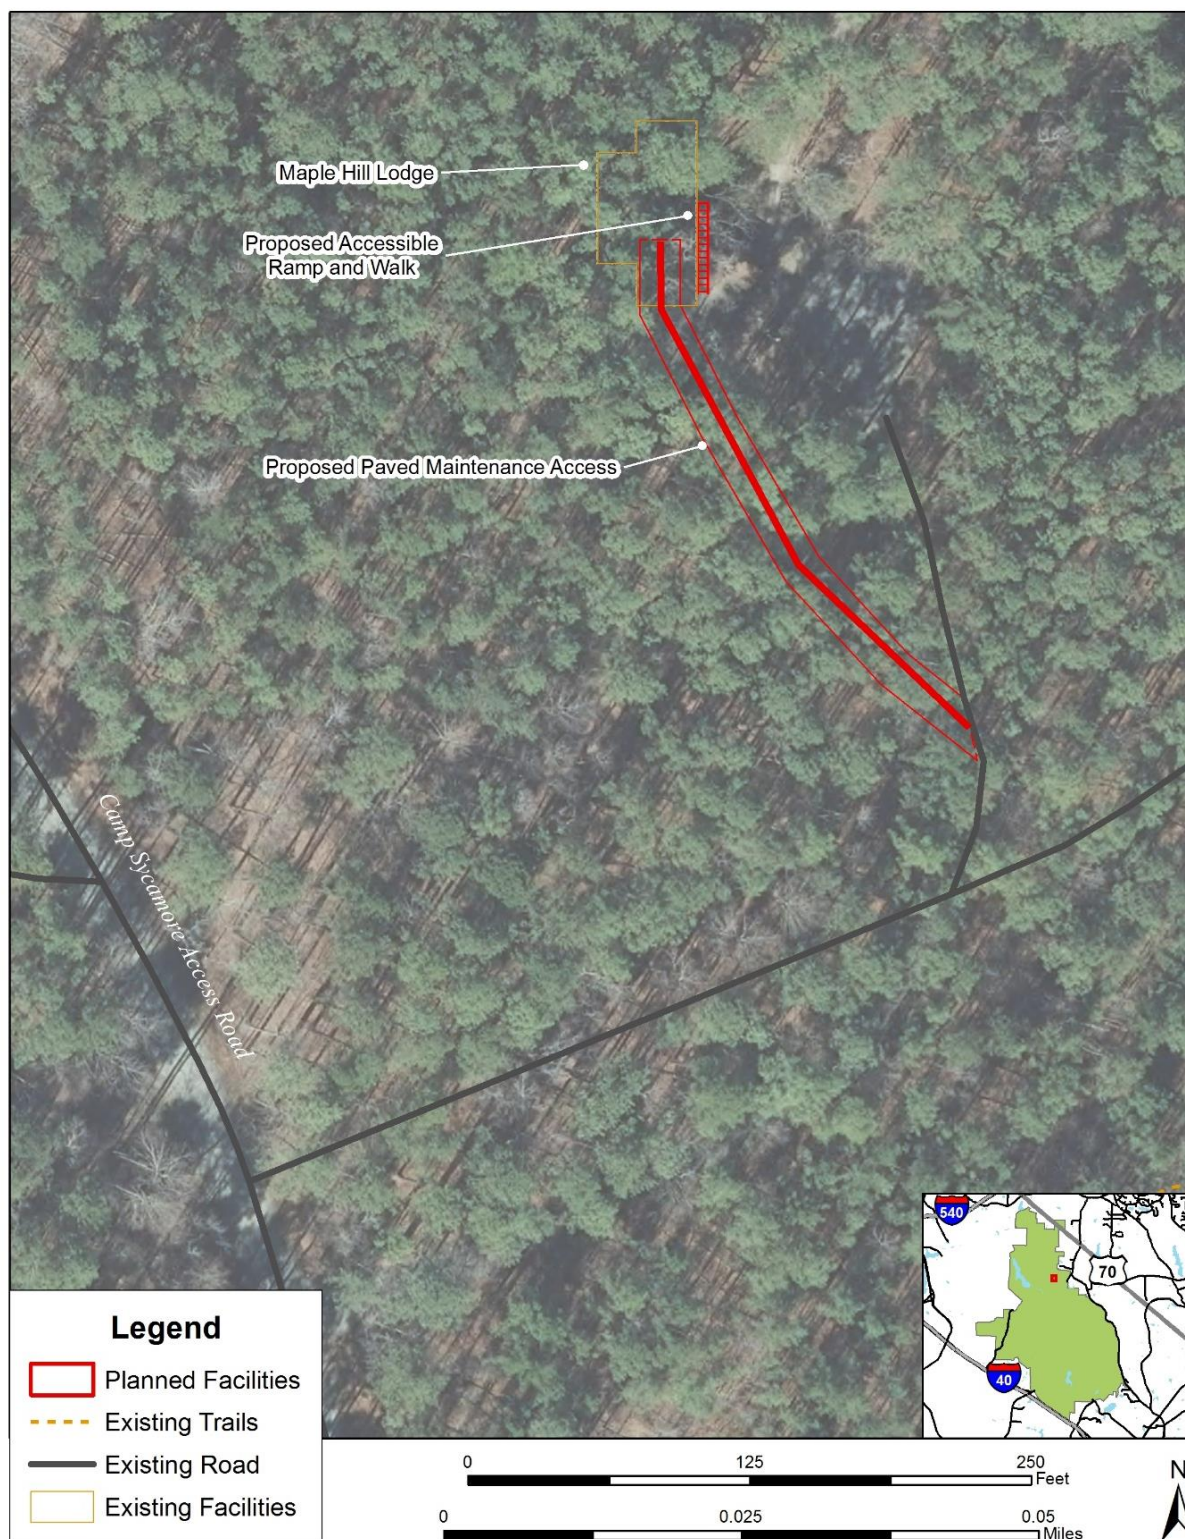 Maple Hill Lodge
Proposed Accessible
Ramp and Walk
Proposed Paved Maintenance Access
Camp Sycamore Access Road
540
70
40
Legend
Planned Facilities
Existing Trails
Existing Road
Existing Facilities
0 125 250
Feet
0 0.025 0.05
Miles
N